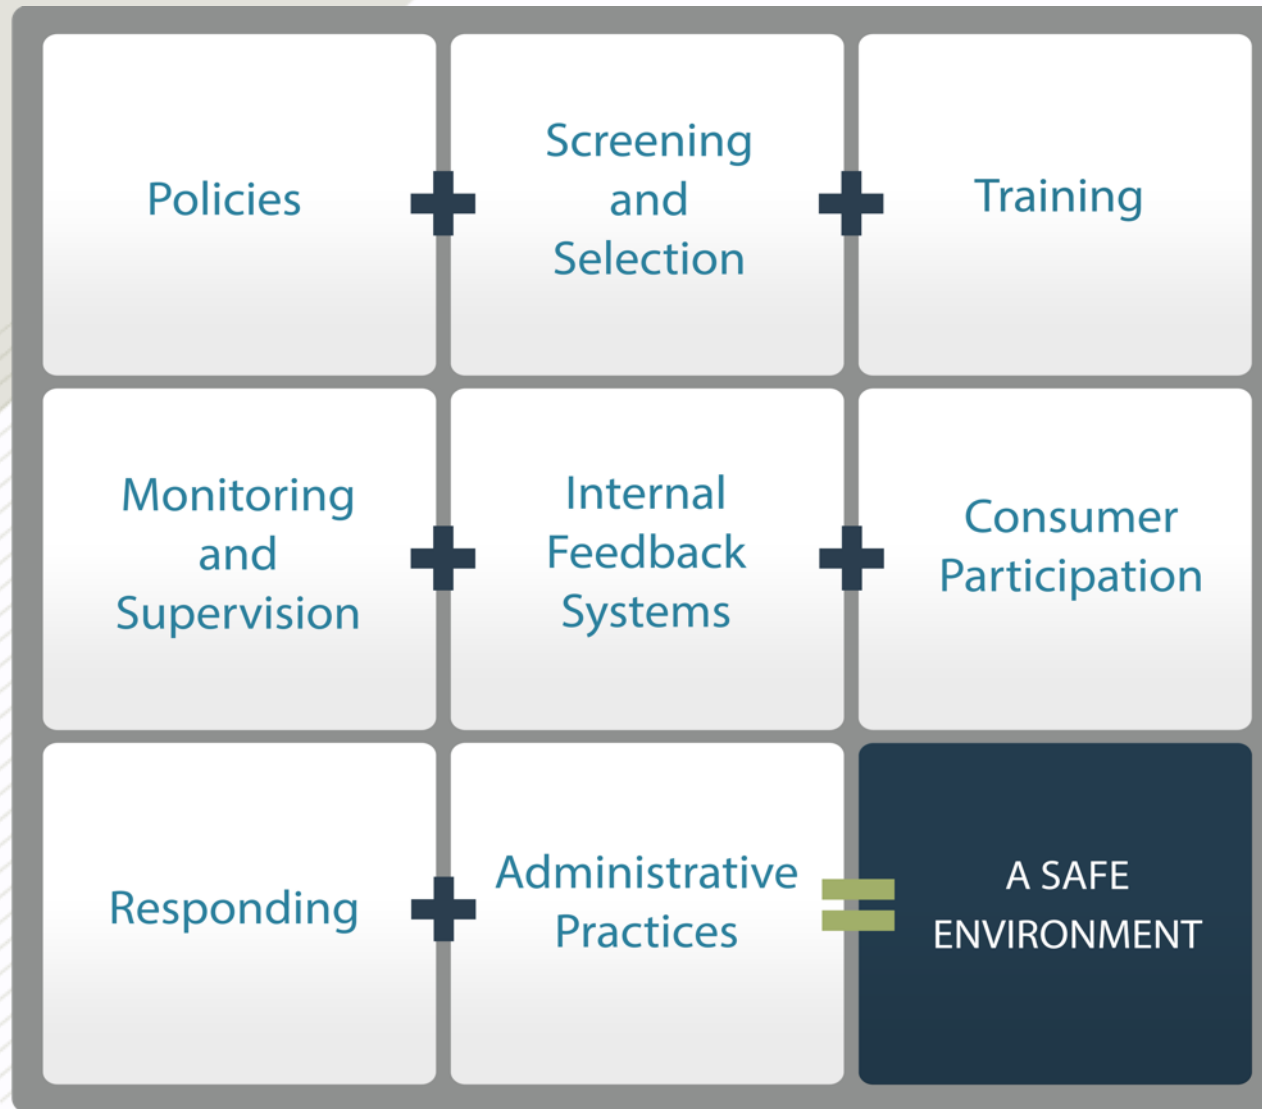 Policies
Screening
and
Selection
Training
Monitoring
and
Supervision
Internal
Feedback
Systems
Consumer
Participation
Responding
Administrative
Practices
A SAFE
ENVIRONMENT